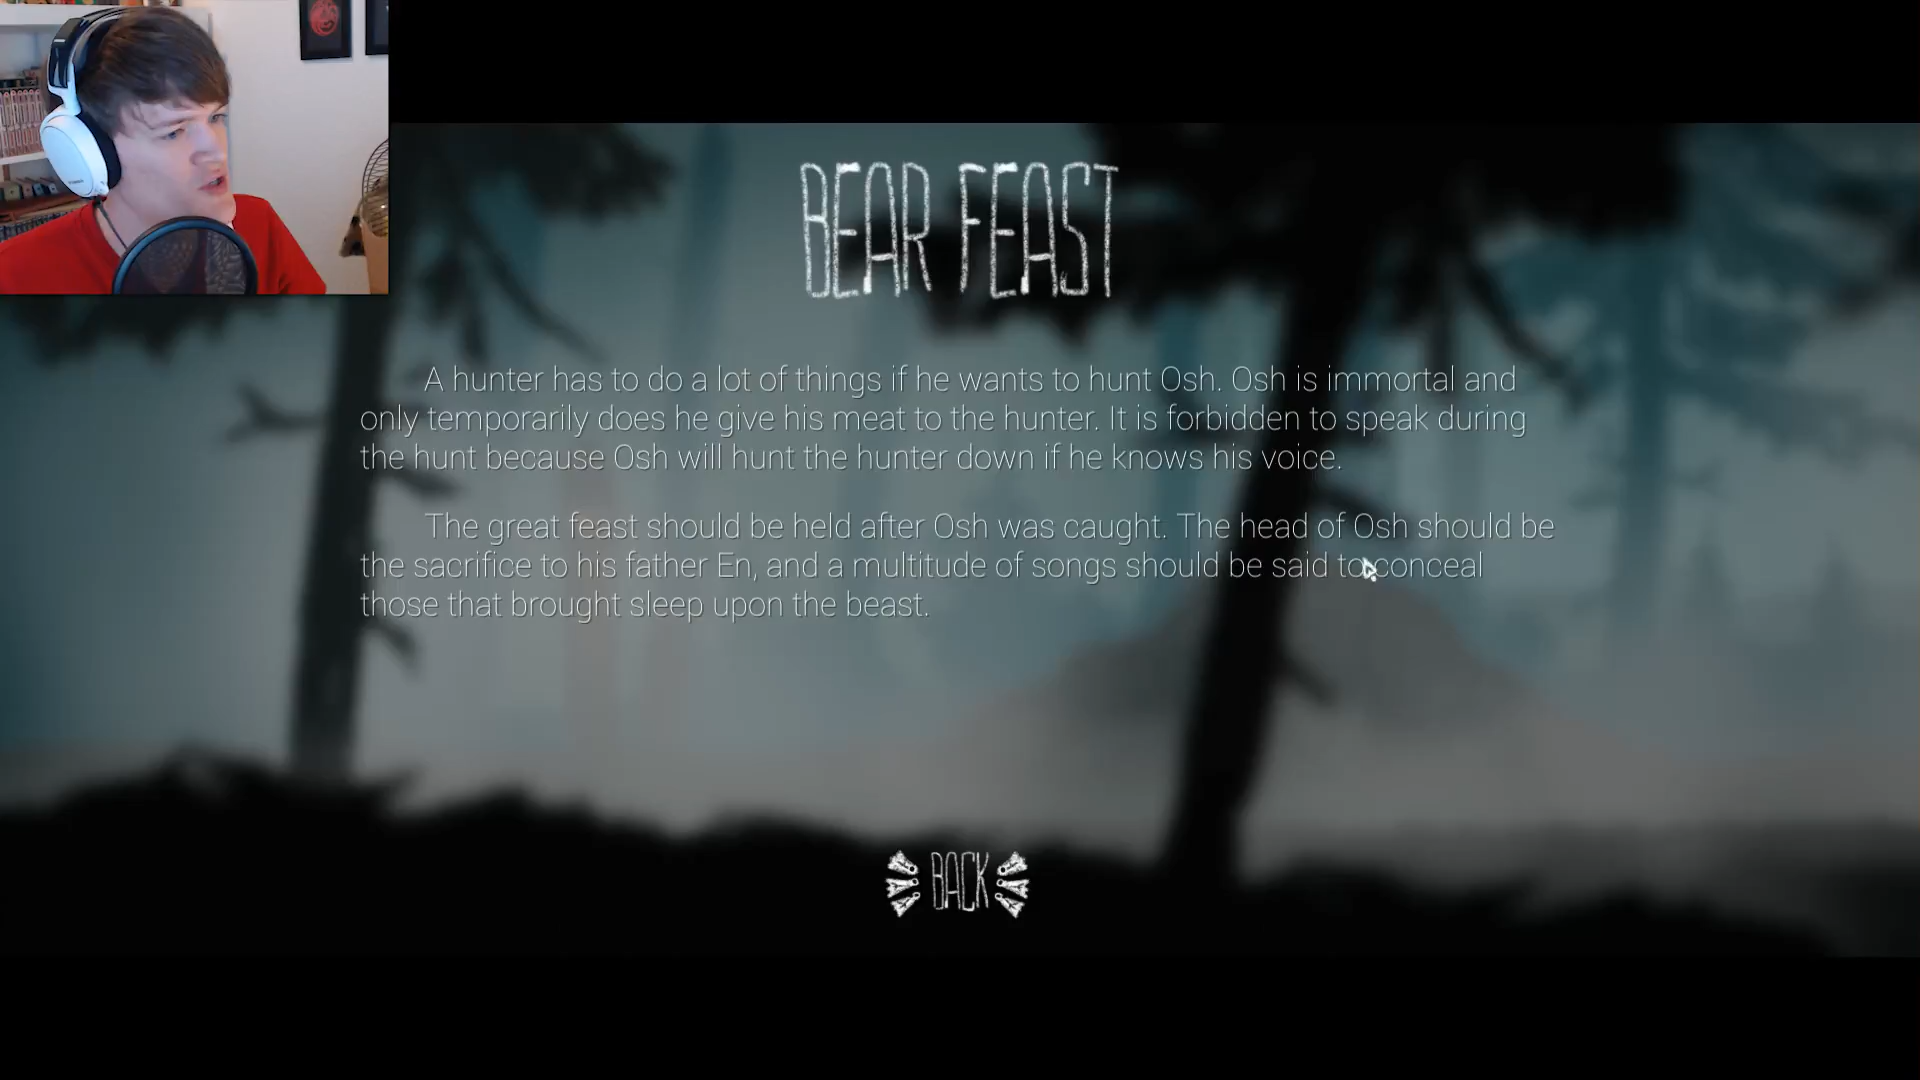 BEAR FEAST
A hunter has to do a lot of things if he wants to hunt Osh. Osh is immortal and
only temporarily does he give his meat to the hunter. It is forbidden to speak during
the hunt because Osh will hunt the hunter down if he knows his voice.
The great feast should be held after Osh was caught. The head of Osh should be
the sacrifice to his father En, and a multitude of songs should be said to conceal
those that brought sleep upon the beast.
BACK